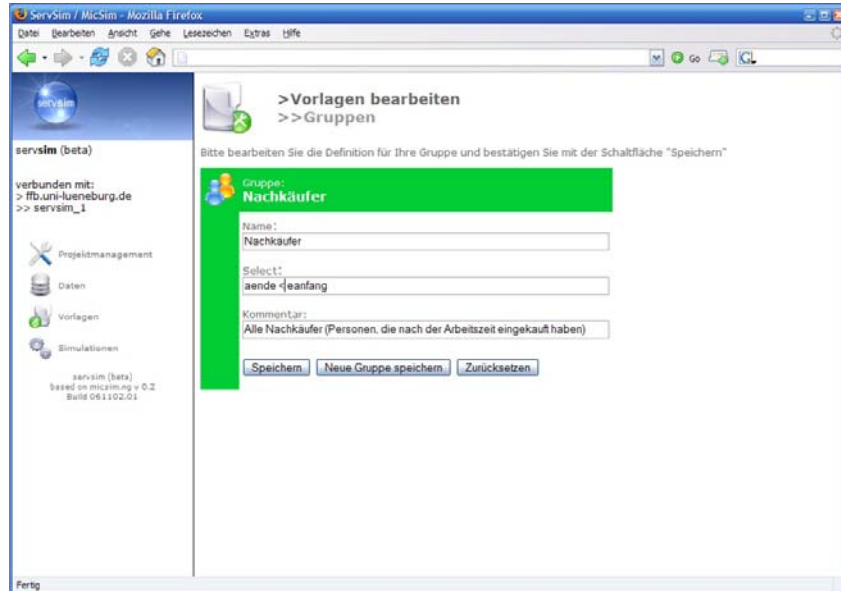 ServSim / MicSim - Mozilla Firefox
Datei Bearbeiten Ansicht Gehe Lesezeichen Extras Hilfe
Go
G
servsim
>Vorlagen bearbeiten
>>Gruppen
servsim (beta)
Bitte bearbeiten Sie die Definition für Ihre Gruppe und bestätigen Sie mit der Schaltfläche "Speichern"
verbunden mit:
> ffb.uni-lueneburg.de
>> servsim_1
Gruppe:
Nachkäufer
Name:
Nachkäufer
Select:
aende <eanfang
Kommentar:
Alle Nachkäufer (Personen, die nach der Arbeitszeit eingekauft haben)
Speichern Neue Gruppe speichern Zurücksetzen
Projektmanagement
Daten
Vorlagen
Simulationen
servsim (beta)
based on micsim.ng v 0.2
Build 061102.01
Fertig